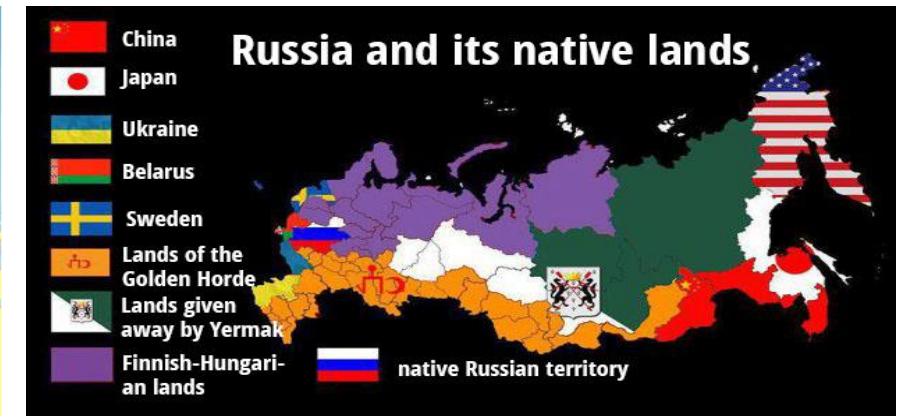 Russia and its native lands
China
Japan
Ukraine
Belarus
Sweden
Lands of the
Golden Horde
Lands given
away by Yermak
Finnish-Hungari-
an lands
native Russian territory